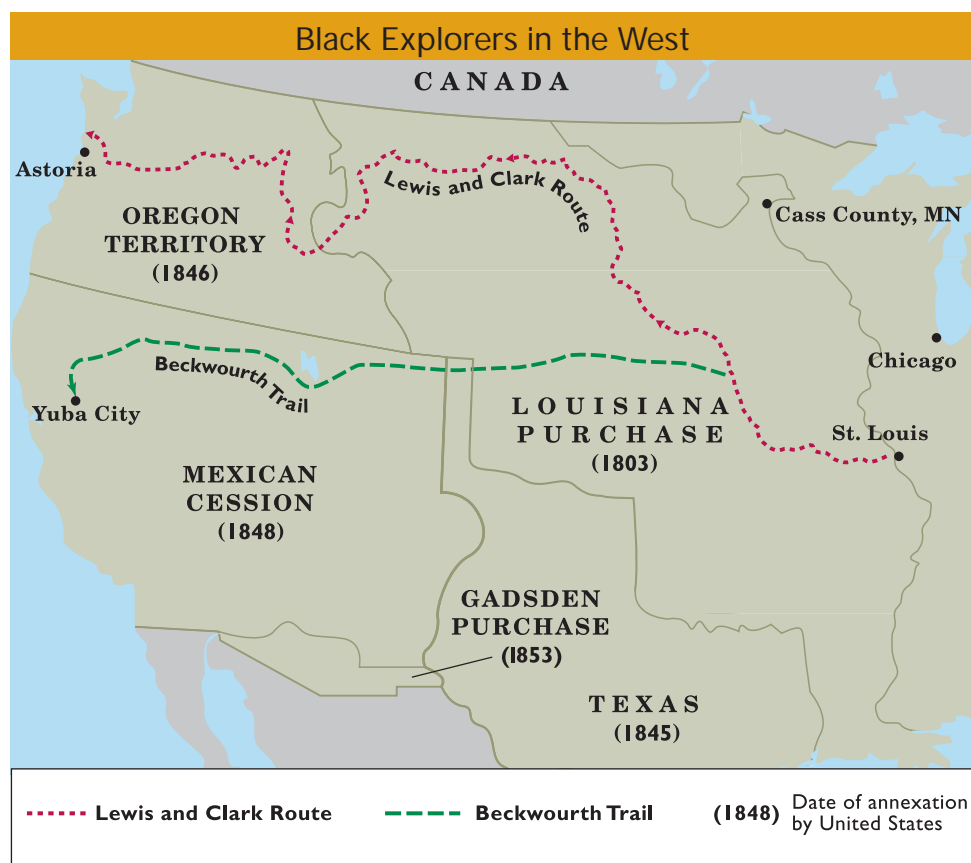 Black Explorers in the West
CANADA
Astoria
Lewis and Clark Route
Cass County, MN
OREGON
TERRITORY
(1846)
Chicago
Beckwourth Trail
Yuba City
LOUISIANA
PURCHASE
(1803)
St. Louis
MEXICAN
CESSION
(1848)
GADSDEN
PURCHASE
(1853)
TEXAS
(1845)
Lewis and Clark Route
Beckwourth Trail
(1848) Date of annexation
by United States